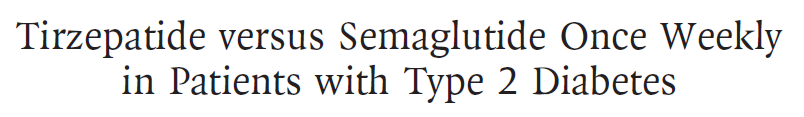 Tirzepatide versus Semaglutide Once Weekly
in Patients with Type 2 Diabetes